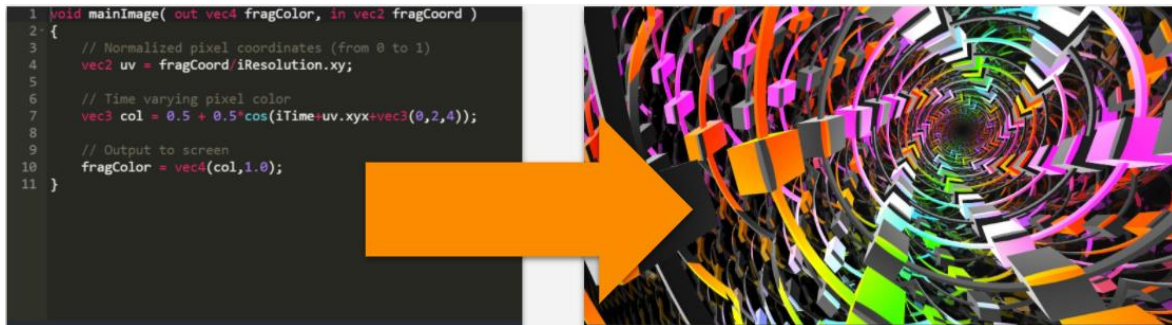 1 void mainImage( out vec4 fragColor, in vec2 fragCoord )
2 {
3 // Normalized pixel coordinates (from 0 to 1)
4 vec2 uv = fragCoord/iResolution.xy;
5
6 // Time varying pixel color
7 vec3 col = 0.5 + 0.5*cos(iTime+uv.xyx+vec3(0,2,4));
8
9 // Output to screen
10 fragColor = vec4(col,1.0);
11 }